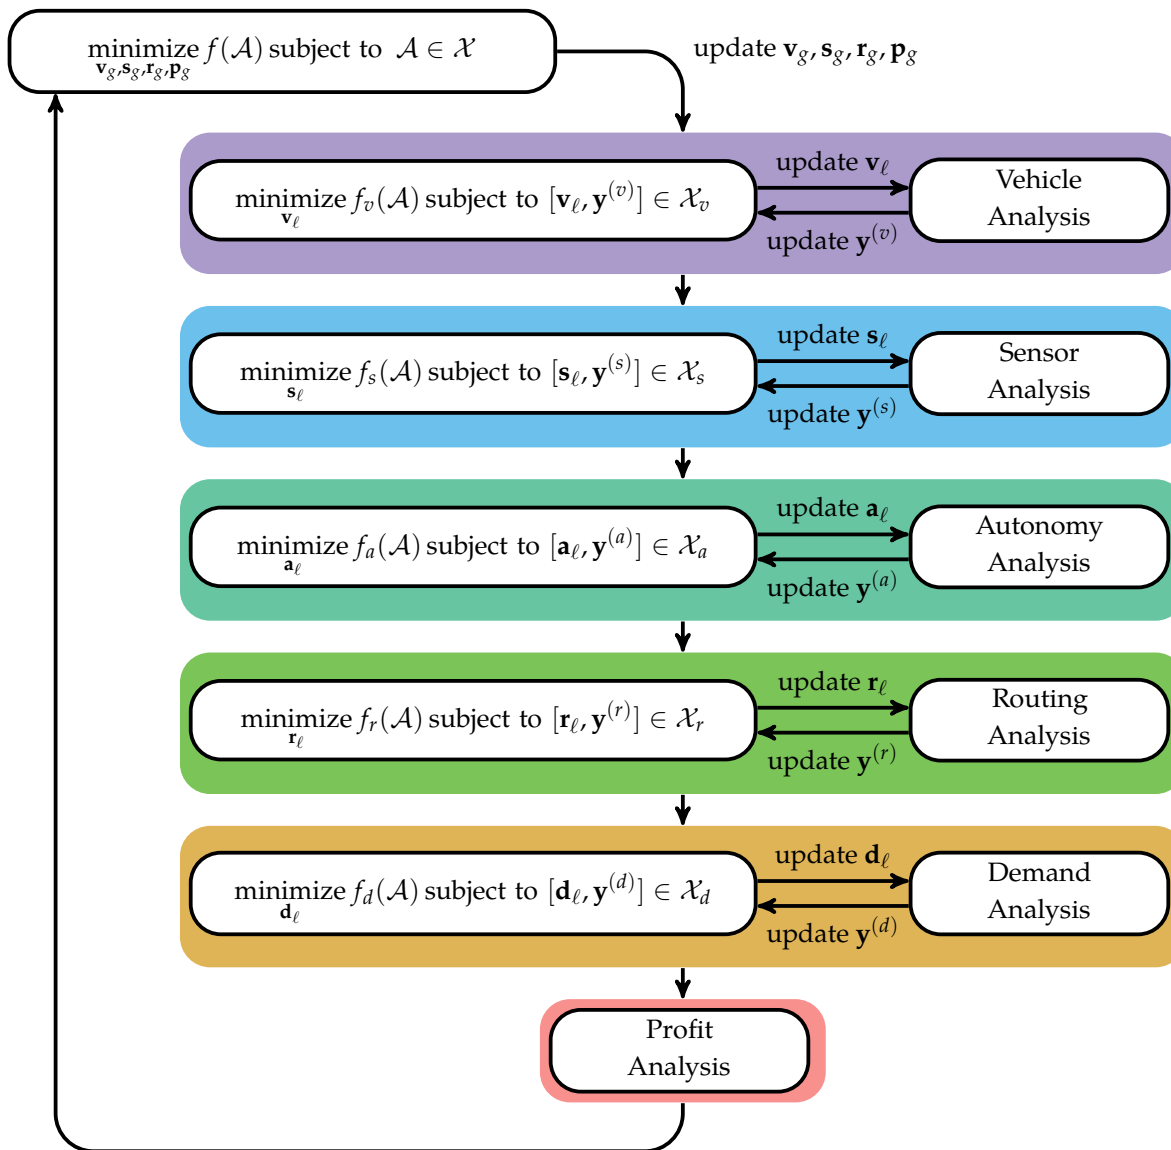 minimize f(𝒜) subject to 𝒜 ∈ 𝒳
v_g,s_g,r_g,p_g
update v_g, s_g, r_g, p_g
minimize f_v(𝒜) subject to [v_ℓ, y^(v)] ∈ 𝒳_v
v_ℓ
update v_ℓ
update y^(v)
Vehicle
Analysis
minimize f_s(𝒜) subject to [s_ℓ, y^(s)] ∈ 𝒳_s
s_ℓ
update s_ℓ
update y^(s)
Sensor
Analysis
minimize f_a(𝒜) subject to [a_ℓ, y^(a)] ∈ 𝒳_a
a_ℓ
update a_ℓ
update y^(a)
Autonomy
Analysis
minimize f_r(𝒜) subject to [r_ℓ, y^(r)] ∈ 𝒳_r
r_ℓ
update r_ℓ
update y^(r)
Routing
Analysis
minimize f_d(𝒜) subject to [d_ℓ, y^(d)] ∈ 𝒳_d
d_ℓ
update d_ℓ
update y^(d)
Demand
Analysis
Profit
Analysis